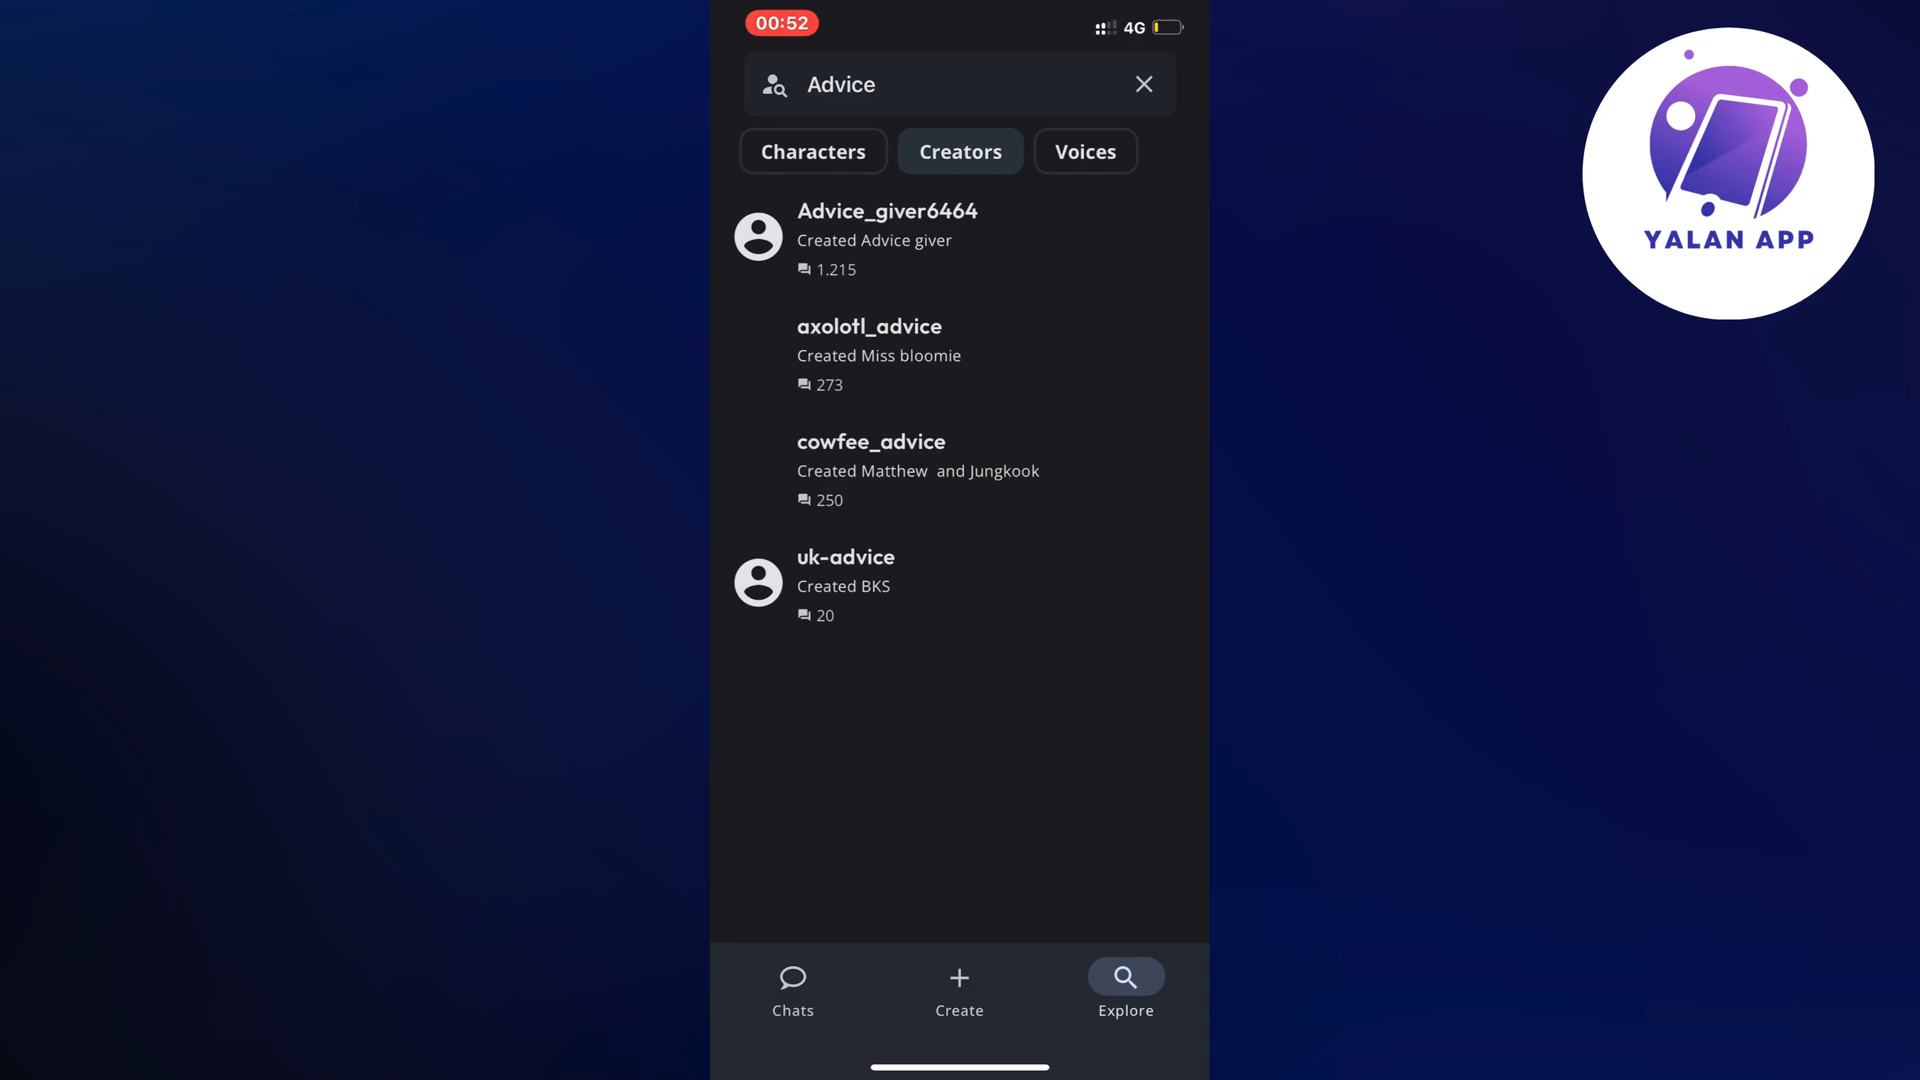 00:52
4G
Advice
Characters
Creators
Voices
Advice_giver6464
Created Advice giver
1.215
axolotl_advice
Created Miss bloomie
273
cowfee_advice
Created Matthew  and Jungkook
250
uk-advice
Created BKS
20
Chats
Create
Explore
YALAN APP